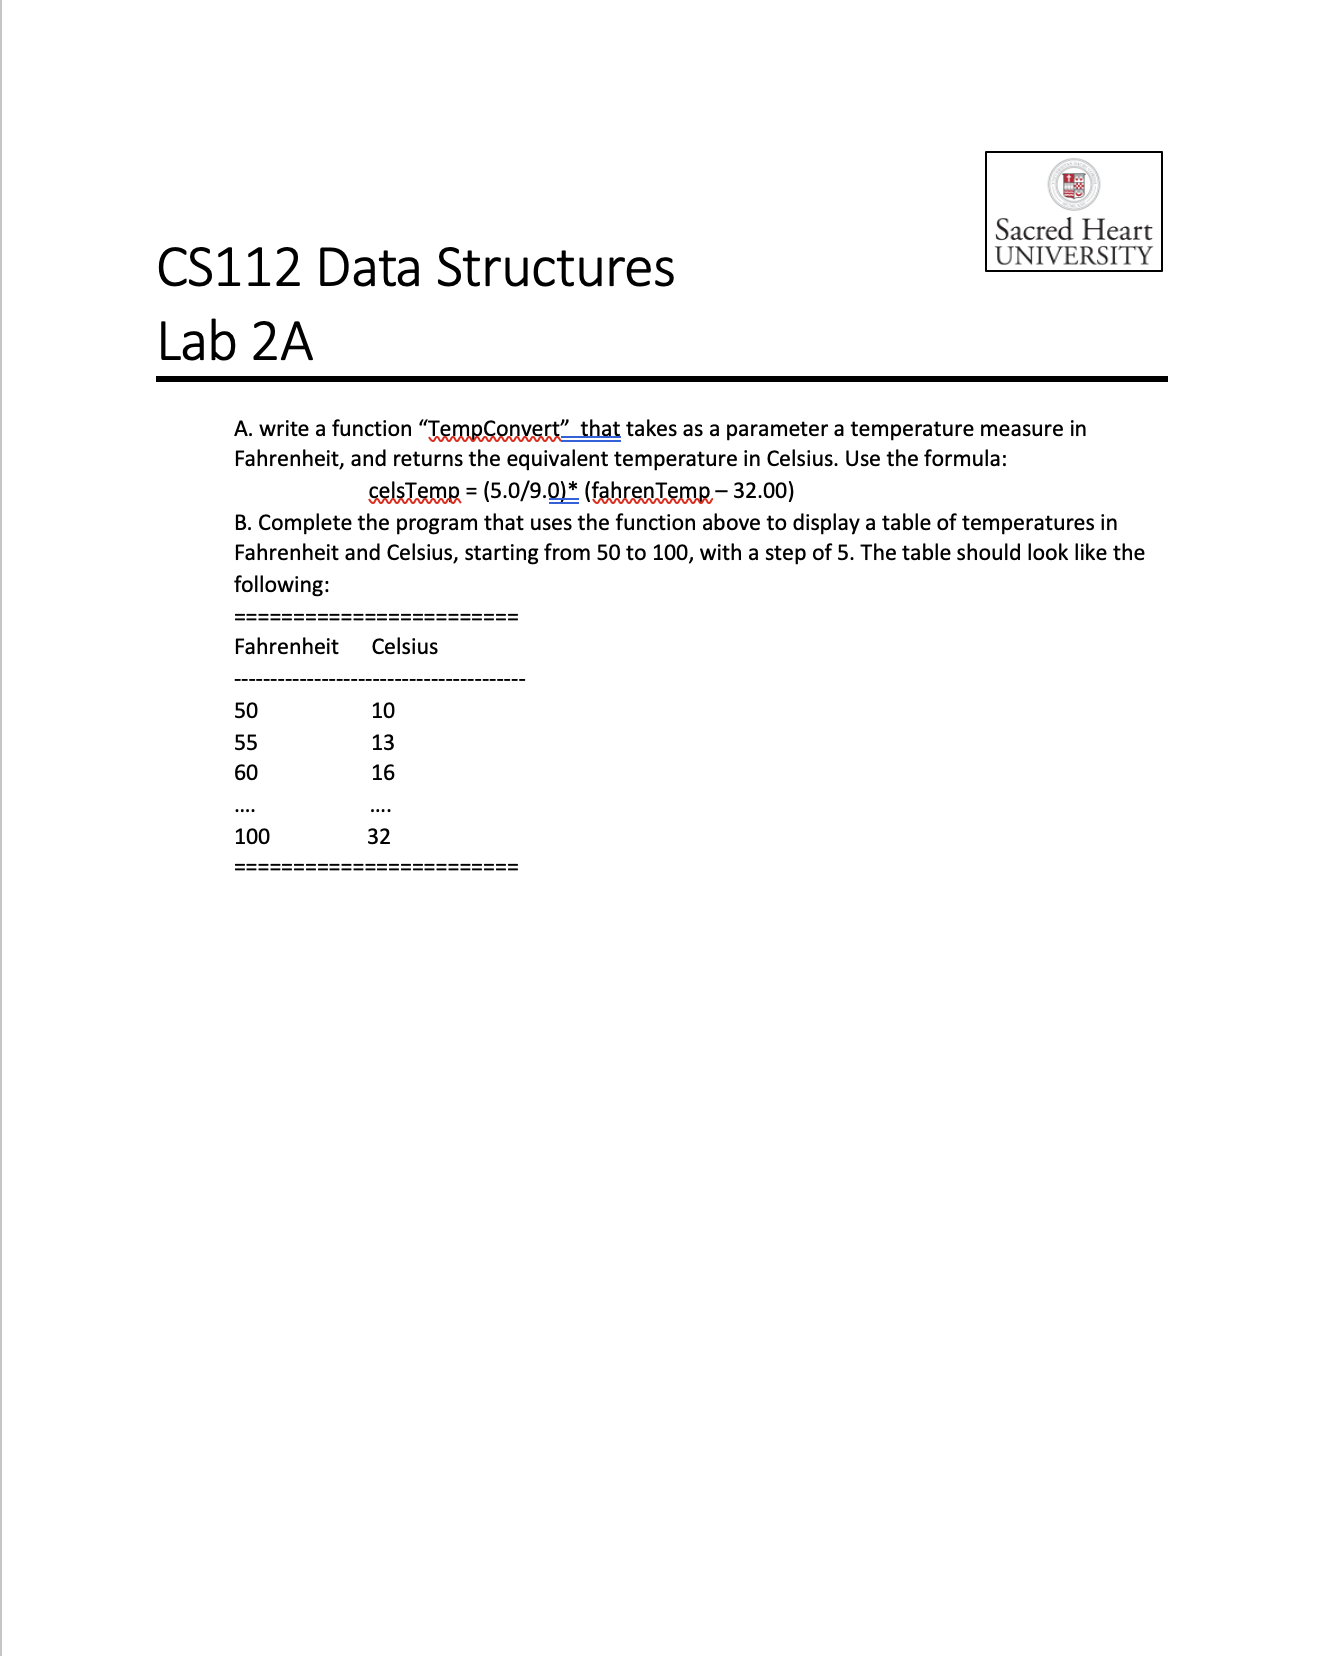 Sacred Heart
UNIVERSITY
CS112 Data Structures
Lab 2A
A. write a function “TempConvert”  that takes as a parameter a temperature measure in
Fahrenheit, and returns the equivalent temperature in Celsius. Use the formula:
celsTemp = (5.0/9.0)* (fahrenTemp – 32.00)
B. Complete the program that uses the function above to display a table of temperatures in
Fahrenheit and Celsius, starting from 50 to 100, with a step of 5. The table should look like the
following:
========================
Fahrenheit Celsius
----------------------------------------
50 10
55 13
60 16
.... ....
100 32
========================